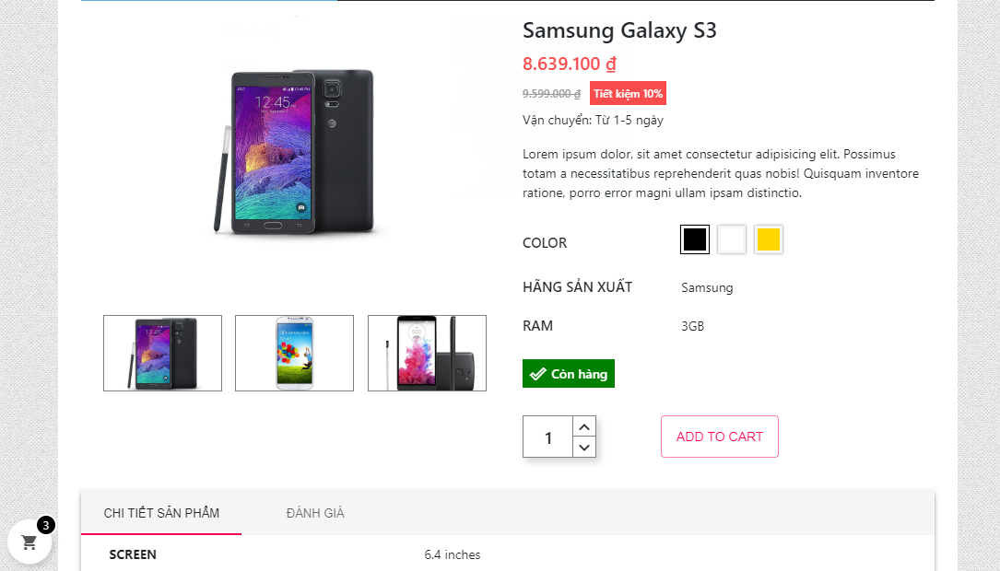 Samsung Galaxy S3
8.639.100 ₫
9.599.000 ₫ Tiết kiệm 10%
Vận chuyển: Từ 1-5 ngày
Lorem ipsum dolor, sit amet consectetur adipisicing elit. Possimus
totam a necessitatibus reprehenderit quas nobis! Quisquam inventore
ratione, porro error magni ullam ipsam distinctio.
12:45
COLOR
HÃNG SẢN XUẤT Samsung
RAM 3GB
Còn hàng
1
ADD TO CART
CHI TIẾT SẢN PHẨM ĐÁNH GIÁ
3
SCREEN 6.4 inches